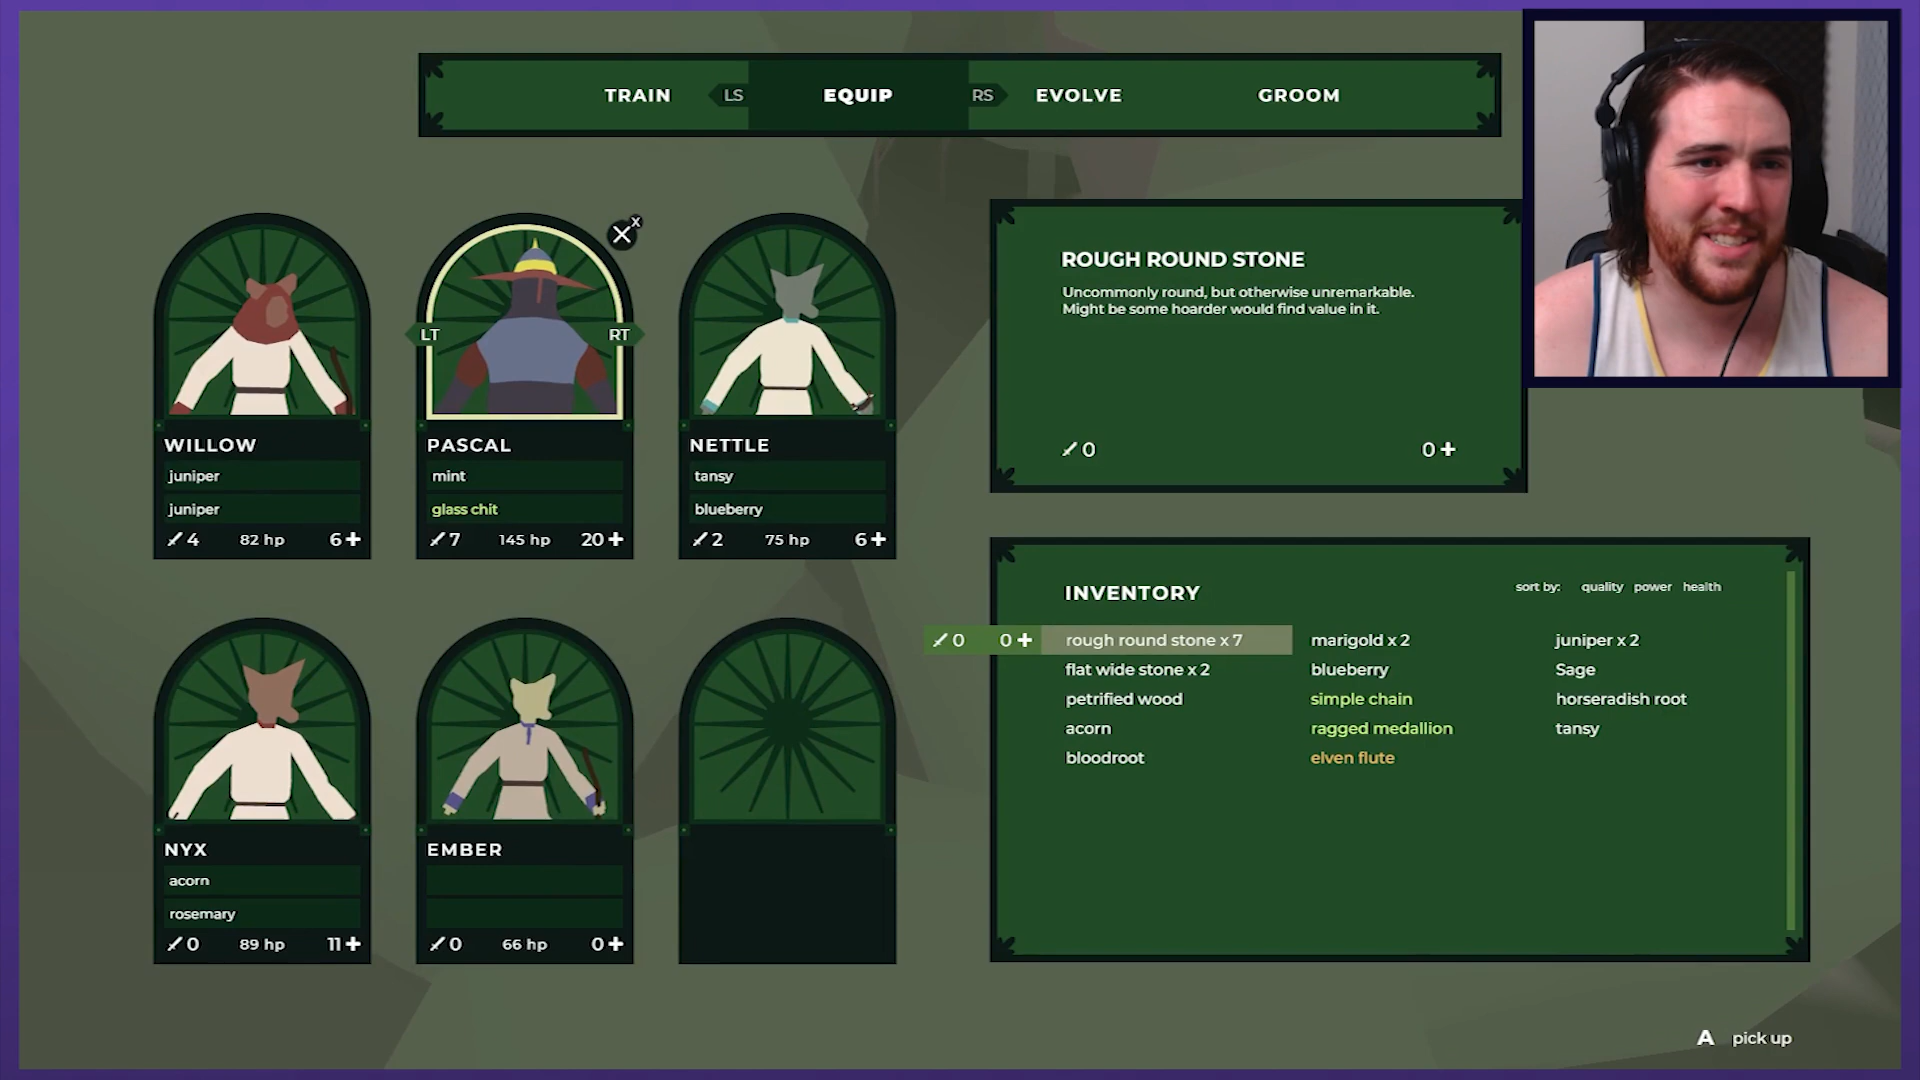 TRAIN LS EQUIP RS EVOLVE GROOM
X
LT RT
WILLOW
juniper
juniper
4 82 hp 6
PASCAL
mint
glass chit
7 145 hp 20
NETTLE
tansy
blueberry
2 75 hp 6
NYX
acorn
rosemary
0 89 hp 11
EMBER
0 66 hp 0
ROUGH ROUND STONE
Uncommonly round, but otherwise unremarkable.
Might be some hoarder would find value in it.
0 0
INVENTORY
sort by: quality power health
0 0 rough round stone x 7 marigold x 2 juniper x 2
flat wide stone x 2 blueberry Sage
petrified wood simple chain horseradish root
acorn ragged medallion tansy
bloodroot elven flute
A pick up